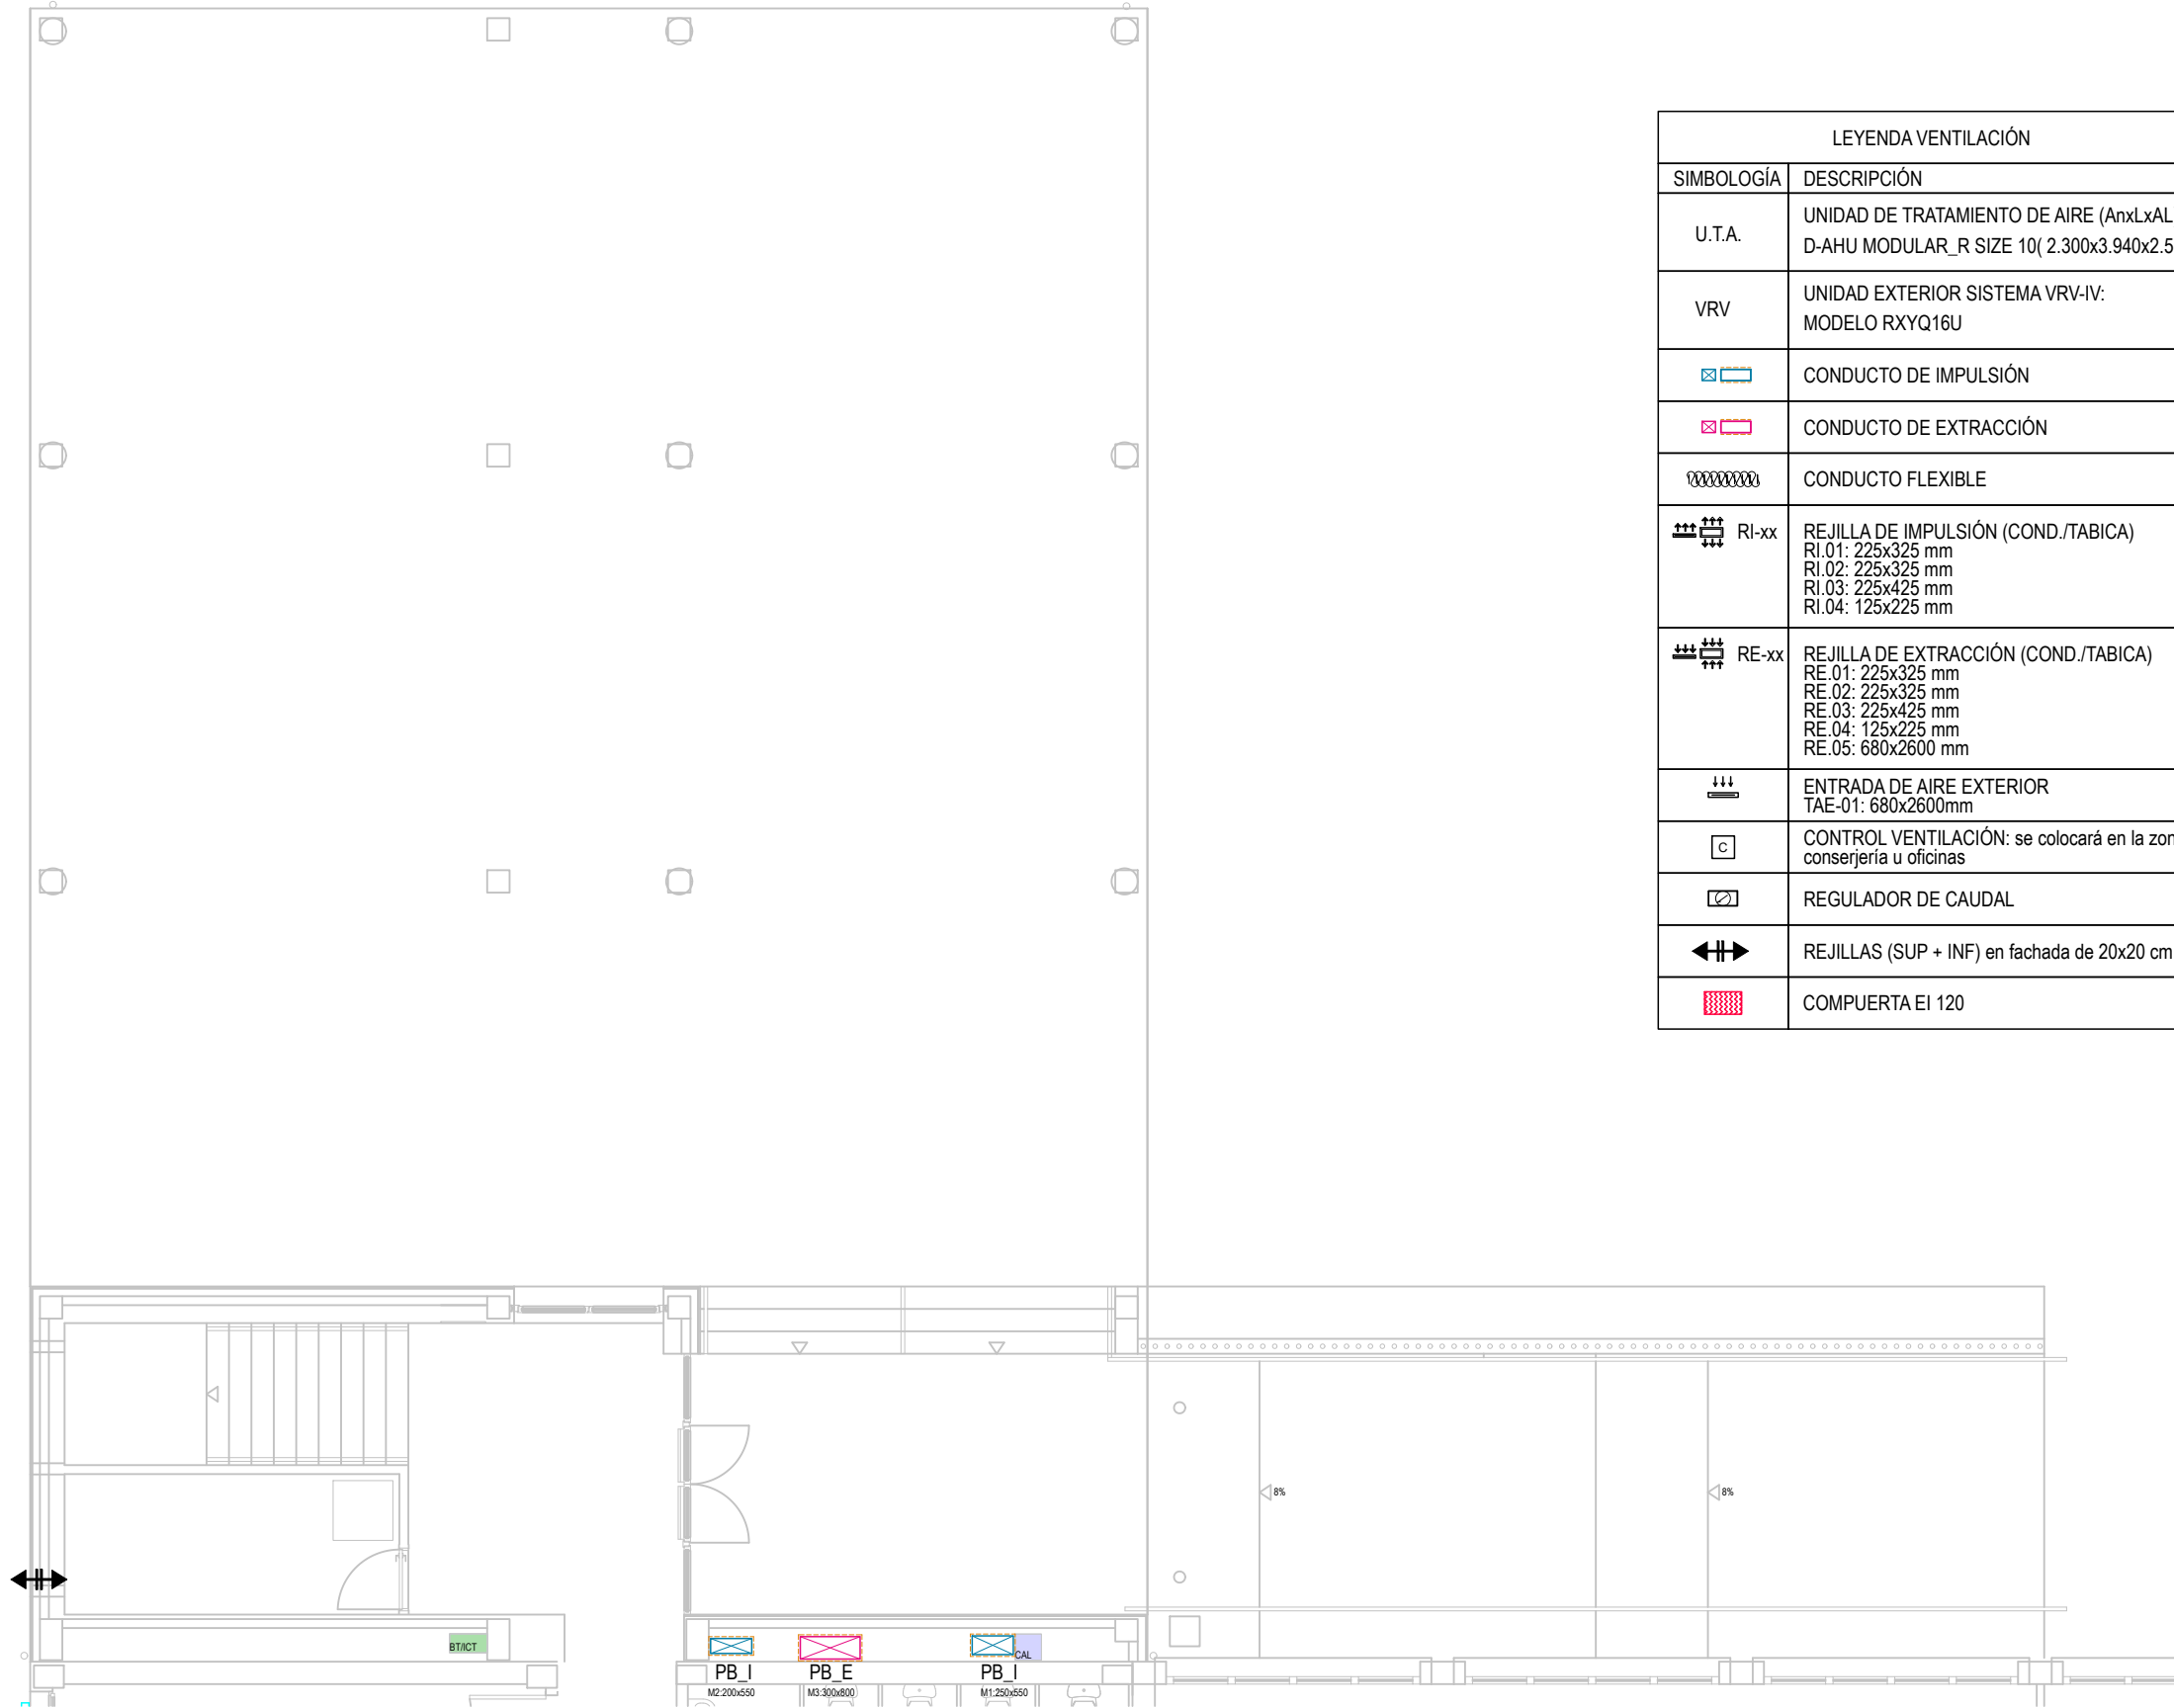 LEYENDA VENTILACIÓN
SIMBOLOGÍA DESCRIPCIÓN
U.T.A. UNIDAD DE TRATAMIENTO DE AIRE (AnxLxAL
D-AHU MODULAR_R SIZE 10( 2.300x3.940x2.5
VRV UNIDAD EXTERIOR SISTEMA VRV-IV:
MODELO RXYQ16U
CONDUCTO DE IMPULSIÓN
CONDUCTO DE EXTRACCIÓN
CONDUCTO FLEXIBLE
RI-xx REJILLA DE IMPULSIÓN (COND./TABICA)
RI.01: 225x325 mm
RI.02: 225x325 mm
RI.03: 225x425 mm
RI.04: 125x225 mm
RE-xx REJILLA DE EXTRACCIÓN (COND./TABICA)
RE.01: 225x325 mm
RE.02: 225x325 mm
RE.03: 225x425 mm
RE.04: 125x225 mm
RE.05: 680x2600 mm
ENTRADA DE AIRE EXTERIOR
TAE-01: 680x2600mm
C CONTROL VENTILACIÓN: se colocará en la zon
conserjería u oficinas
REGULADOR DE CAUDAL
REJILLAS (SUP + INF) en fachada de 20x20 cm
COMPUERTA EI 120
8% 8%
BT/ICT
CAL
PB_I PB_E PB_I
M2:200x550 M3:300x800 M1:250x550